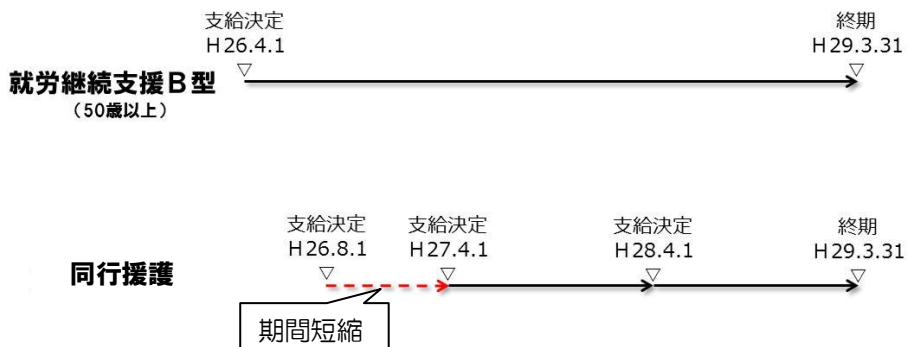 支給決定
H26.4.1
終期
H29.3.31
就労継続支援B型
(50歳以上)
支給決定
H26.8.1
支給決定
H27.4.1
支給決定
H28.4.1
終期
H29.3.31
同行援護
期間短縮